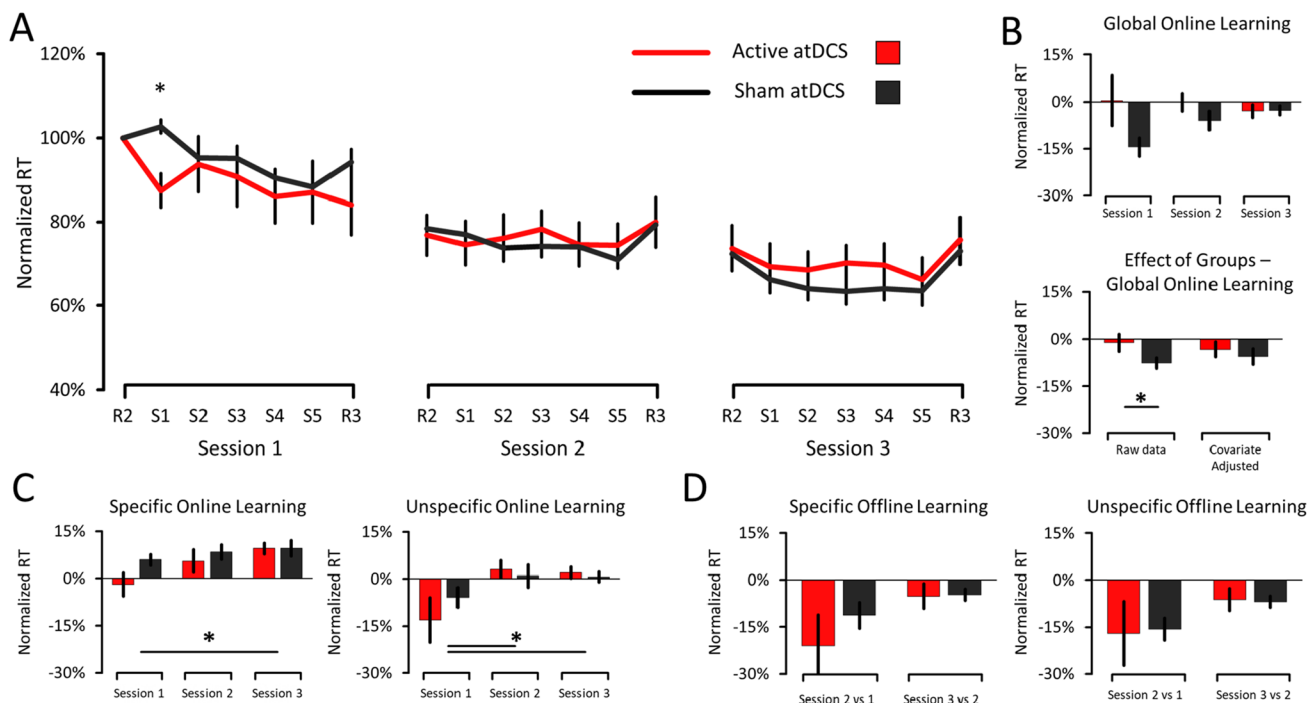 A
120%
100%
80%
60%
40%
Normalized RT
*
Active atDCS
Sham atDCS
R2 S1 S2 S3 S4 S5 R3
Session 1
R2 S1 S2 S3 S4 S5 R3
Session 2
R2 S1 S2 S3 S4 S5 R3
Session 3
B
Global Online Learning
15%
0%
-15%
-30%
Normalized RT
Session 1 Session 2 Session 3
Effect of Groups –
Global Online Learning
15%
0%
-15%
-30%
Normalized RT
*
Raw data
Covariate
Adjusted
C
Specific Online Learning
15%
0%
-15%
-30%
Normalized RT
*
Session 1 Session 2 Session 3
Unspecific Online Learning
15%
0%
-15%
-30%
Normalized RT
*
Session 1 Session 2 Session 3
D
Specific Offline Learning
15%
0%
-15%
-30%
Normalized RT
Session 2 vs 1 Session 3 vs 2
Unspecific Offline Learning
15%
0%
-15%
-30%
Normalized RT
Session 2 vs 1 Session 3 vs 2